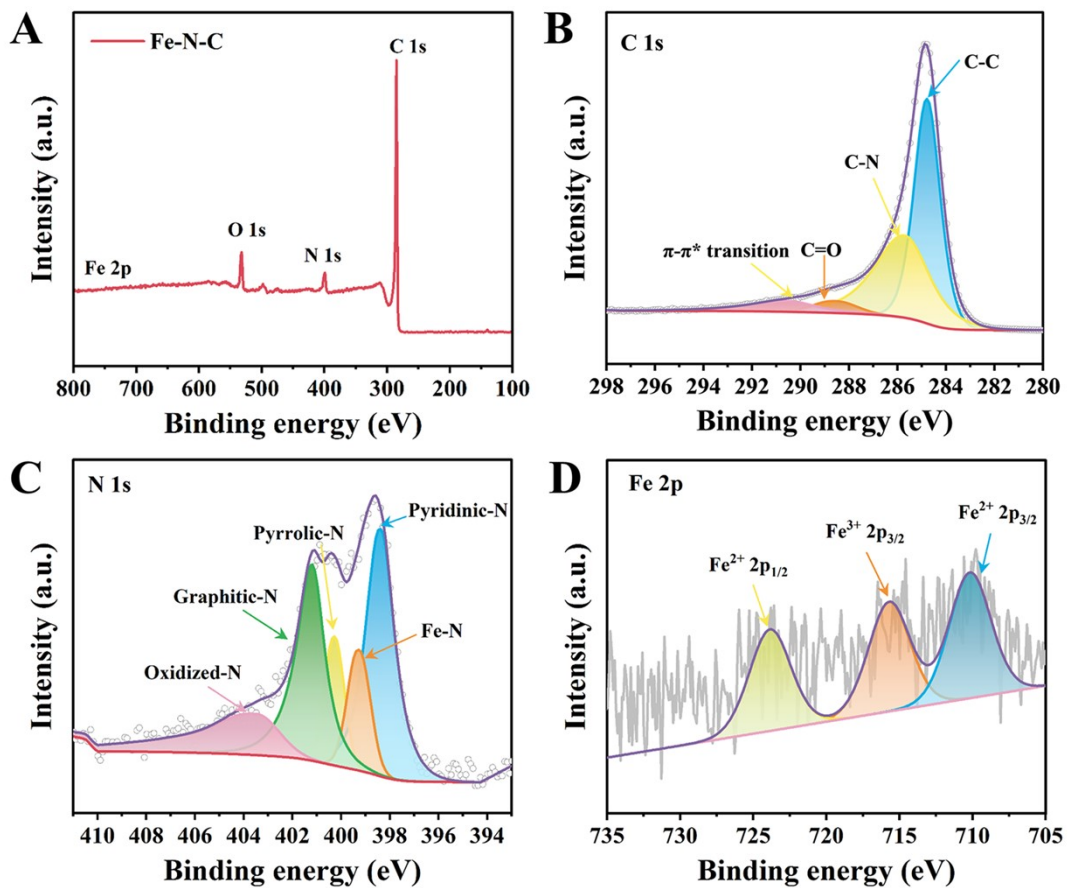 A
Fe-N-C
C 1s
O 1s
N 1s
Fe 2p
Intensity (a.u.)
800 700 600 500 400 300 200 100
Binding energy (eV)
B
C 1s
C-C
C-N
π-π* transition
C=O
Intensity (a.u.)
298 296 294 292 290 288 286 284 282 280
Binding energy (eV)
C
N 1s
Pyrrolic-N
Pyridinic-N
Graphitic-N
Fe-N
Oxidized-N
Intensity (a.u.)
410 408 406 404 402 400 398 396 394
Binding energy (eV)
D
Fe 2p
Fe²⁺ 2p₃/₂
Fe³⁺ 2p₃/₂
Fe²⁺ 2p₁/₂
Intensity (a.u.)
735 730 725 720 715 710 705
Binding energy (eV)